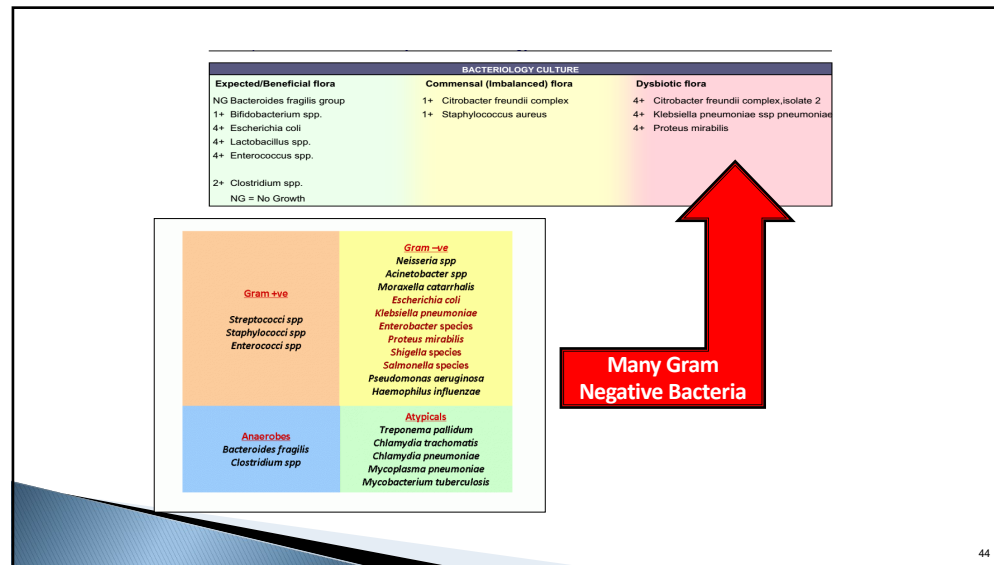 BACTERIOLOGY CULTURE
Expected/Beneficial flora
NG Bacteroides fragilis group
1+ Bifidobacterium spp.
4+ Escherichia coli
4+ Lactobacillus spp.
4+ Enterococcus spp.
2+ Clostridium spp.
NG = No Growth
Commensal (Imbalanced) flora
1+ Citrobacter freundii complex
1+ Staphylococcus aureus
Dysbiotic flora
4+ Citrobacter freundii complex,isolate 2
4+ Klebsiella pneumoniae ssp pneumoniae
4+ Proteus mirabilis
Gram +ve
Streptococci spp
Staphylococci spp
Enterococci spp
Gram –ve
Neisseria spp
Acinetobacter spp
Moraxella catarrhalis
Escherichia coli
Klebsiella pneumoniae
Enterobacter species
Proteus mirabilis
Shigella species
Salmonella species
Pseudomonas aeruginosa
Haemophilus influenzae
Anaerobes
Bacteroides fragilis
Clostridium spp
Atypicals
Treponema pallidum
Chlamydia trachomatis
Chlamydia pneumoniae
Mycoplasma pneumoniae
Mycobacterium tuberculosis
Many Gram
Negative Bacteria
44